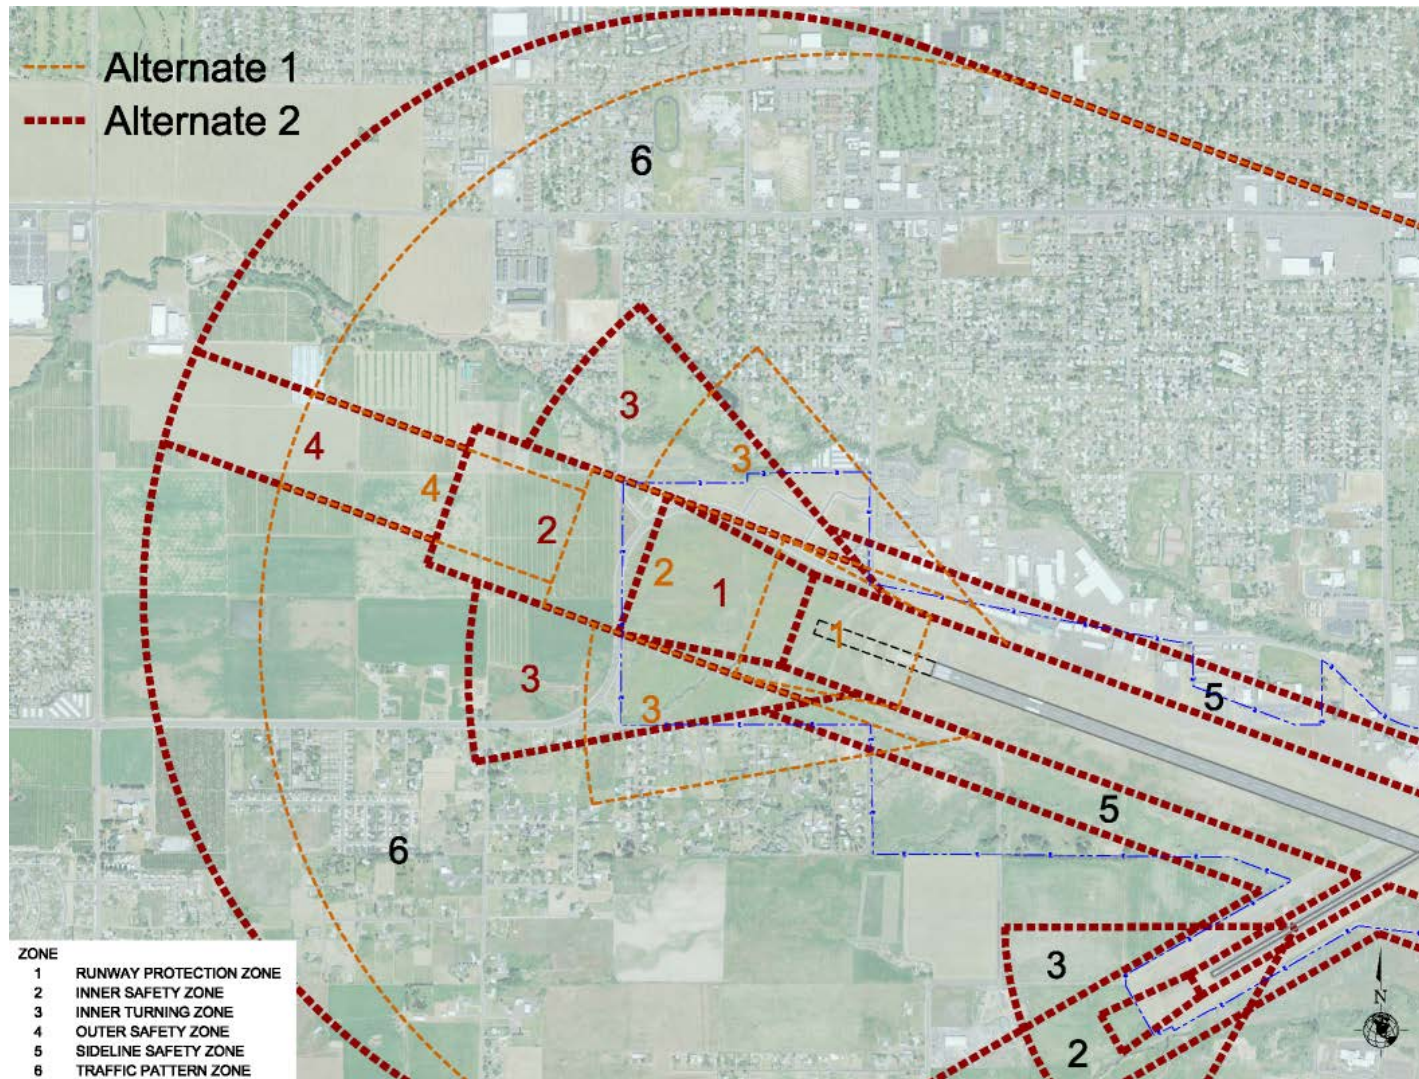 Alternate 1
Alternate 2
6
3
4
3
4
2
2
1
1
3
3
5
5
6
3
2
N
ZONE
1 RUNWAY PROTECTION ZONE
2 INNER SAFETY ZONE
3 INNER TURNING ZONE
4 OUTER SAFETY ZONE
5 SIDELINE SAFETY ZONE
6 TRAFFIC PATTERN ZONE